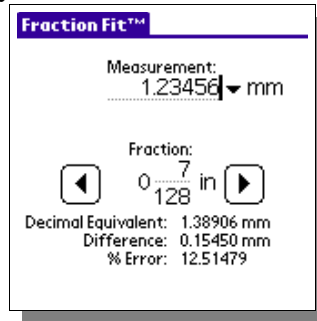 Fraction Fit™
Measurement:
1.23456 mm
Fraction:
0 7/128 in
Decimal Equivalent: 1.38906 mm
Difference: 0.15450 mm
% Error: 12.51479